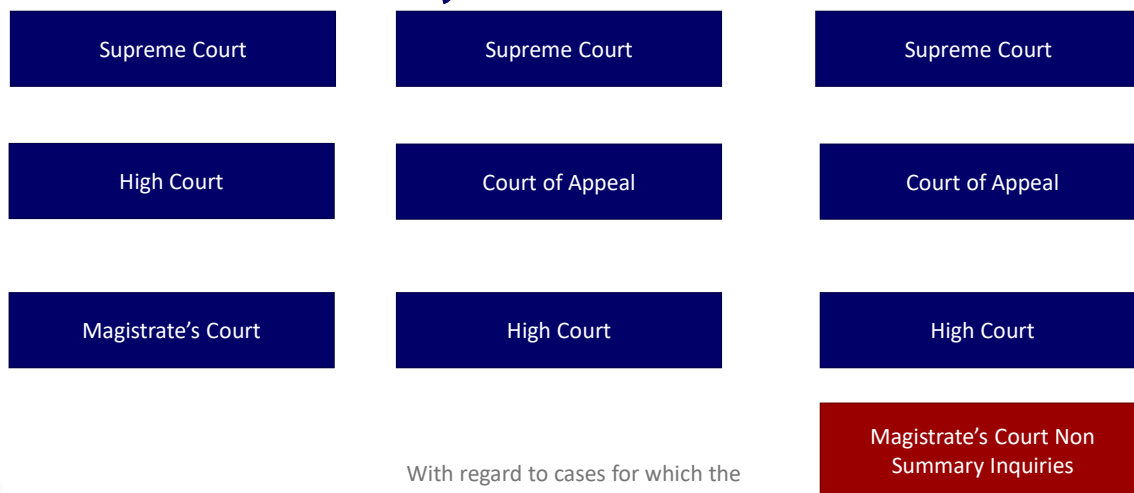 Supreme Court
Supreme Court
Supreme Court
High Court
Court of Appeal
Court of Appeal
Magistrate’s Court
High Court
High Court
Magistrate’s Court Non
Summary Inquiries
With regard to cases for which the